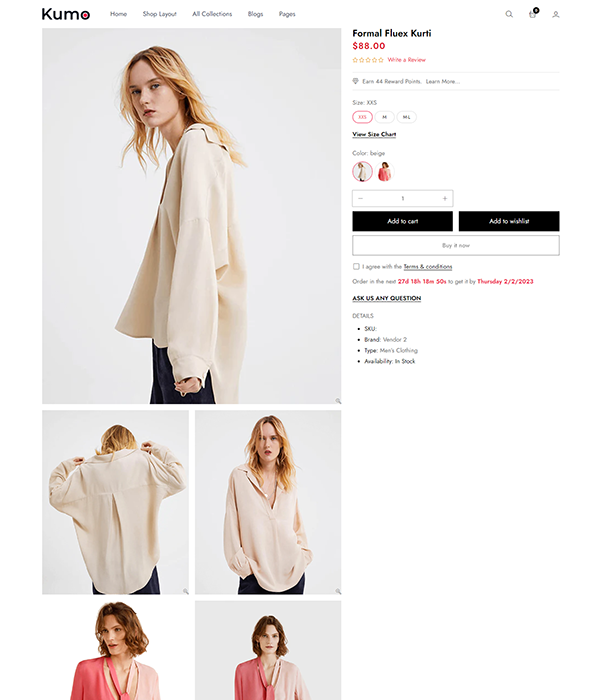 Kumo
Home Shop Layout All Collections Blogs Pages
0
Formal Fluex Kurti
$88.00
Write a Review
Earn 44 Reward Points. Learn More...
Size: XXS
XXS M M-L
View Size Chart
Color: beige
− 1 +
Add to cart Add to wishlist
Buy it now
I agree with the Terms & conditions
Order in the next 27d 18h 18m 50s to get it by Thursday 2/2/2023
ASK US ANY QUESTION
DETAILS
SKU:
Brand: Vendor 2
Type: Men's Clothing
Availability: In Stock